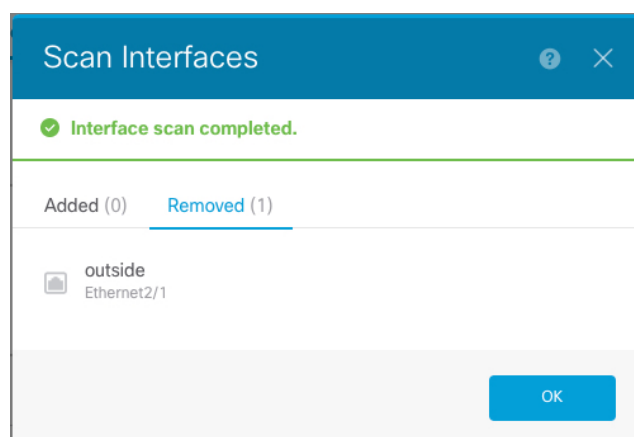 Scan Interfaces
Interface scan completed.
Added (0) Removed (1)
outside
Ethernet2/1
OK